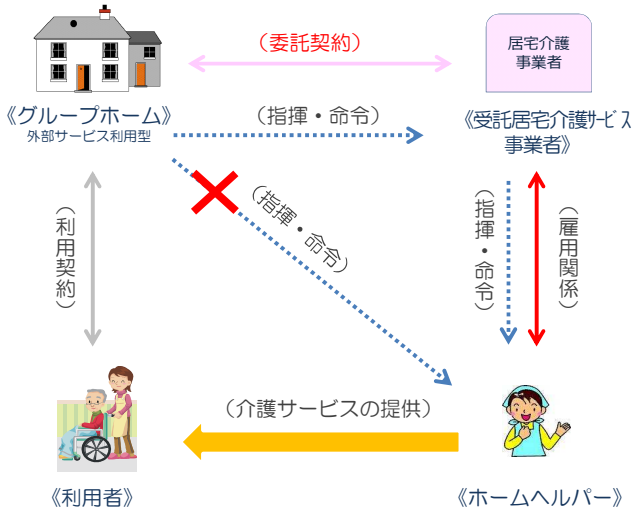 （委託契約）
居宅介護
事業者
《グループホーム》
外部サービス利用型
（指揮・命令）
《受託居宅介護サービス
事業者》
（指揮・命令）
（利用契約）
（指揮・命令）
（雇用関係）
（介護サービスの提供）
《利用者》
《ホームヘルパー》